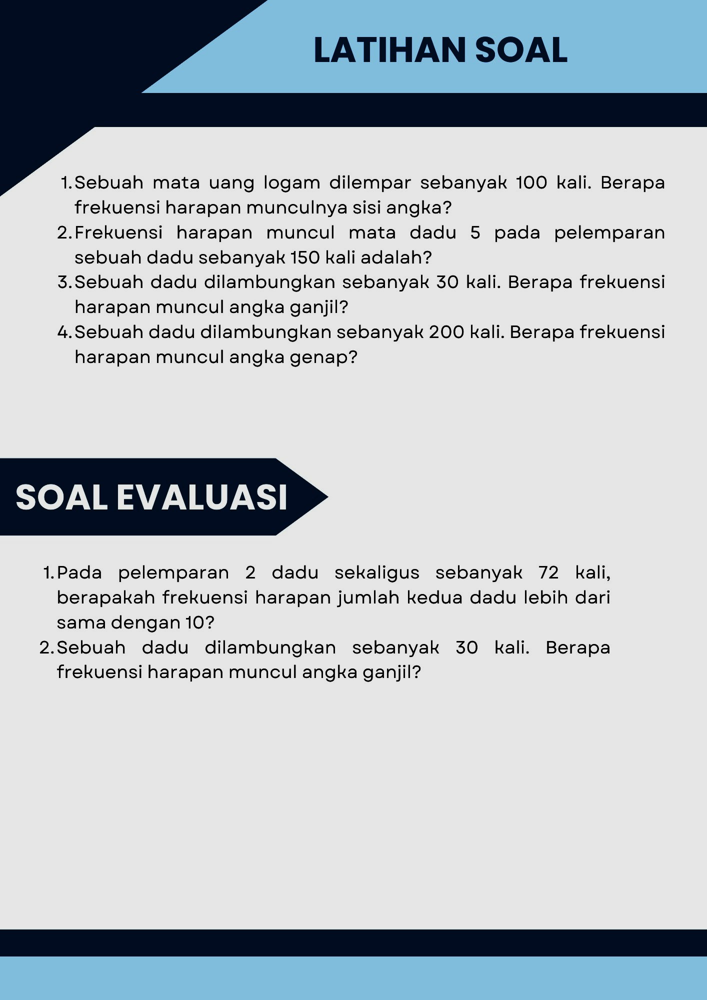 LATIHAN SOAL
1. Sebuah mata uang logam dilempar sebanyak 100 kali. Berapa
frekuensi harapan munculnya sisi angka?
2. Frekuensi harapan muncul mata dadu 5 pada pelemparan
sebuah dadu sebanyak 150 kali adalah?
3. Sebuah dadu dilambungkan sebanyak 30 kali. Berapa frekuensi
harapan muncul angka ganjil?
4. Sebuah dadu dilambungkan sebanyak 200 kali. Berapa frekuensi
harapan muncul angka genap?
SOAL EVALUASI
1. Pada pelemparan 2 dadu sekaligus sebanyak 72 kali,
berapakah frekuensi harapan jumlah kedua dadu lebih dari
sama dengan 10?
2. Sebuah dadu dilambungkan sebanyak 30 kali. Berapa
frekuensi harapan muncul angka ganjil?